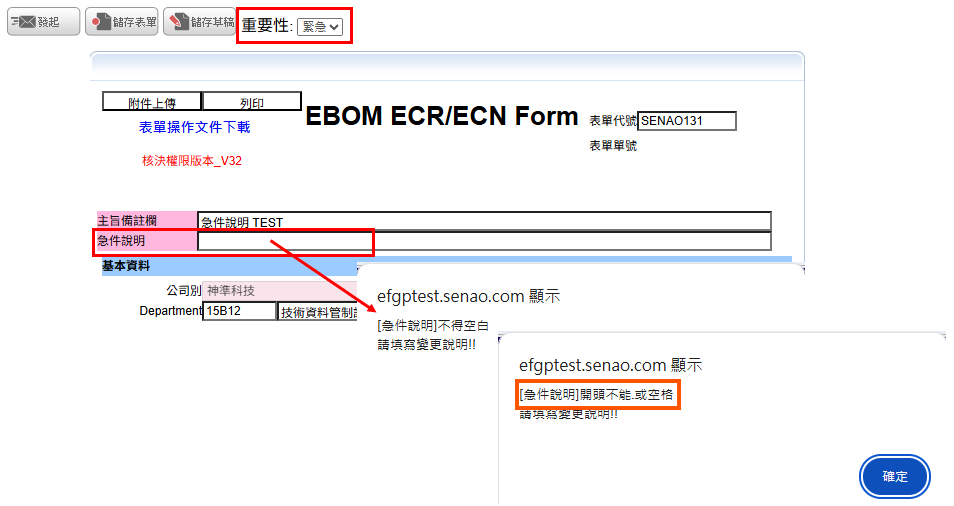 發起 儲存表單 儲存草稿 重要性: 緊急
附件上傳 列印
EBOM ECR/ECN Form
表單代號 SENAO131
表單操作文件下載
表單單號
核決權限版本_V32
主旨備註欄 急件說明 TEST
急件說明
基本資料
公司別 神準科技
Department 15B12 技術資料管制
efgptest.senao.com 顯示
[急件說明]不得空白
請填寫變更說明!!
efgptest.senao.com 顯示
[急件說明]開頭不能.或空格
請填寫變更說明!!
確定